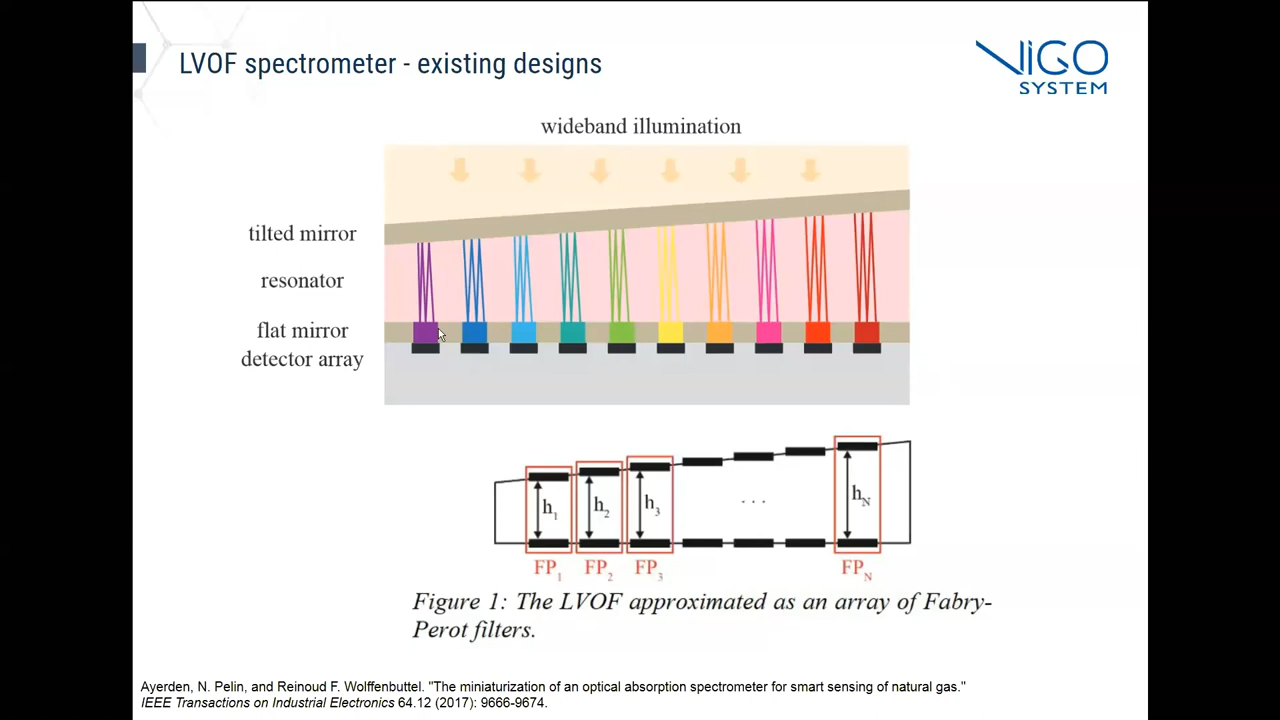 LVOF spectrometer - existing designs
VIGO
SYSTEM
wideband illumination
tilted mirror
resonator
flat mirror
detector array
h1
h2
h3
. . .
hN
FP1
FP2
FP3
FPN
Figure 1: The LVOF approximated as an array of Fabry-
Perot filters.
Ayerden, N. Pelin, and Reinoud F. Wolffenbuttel. "The miniaturization of an optical absorption spectrometer for smart sensing of natural gas."
IEEE Transactions on Industrial Electronics 64.12 (2017): 9666-9674.